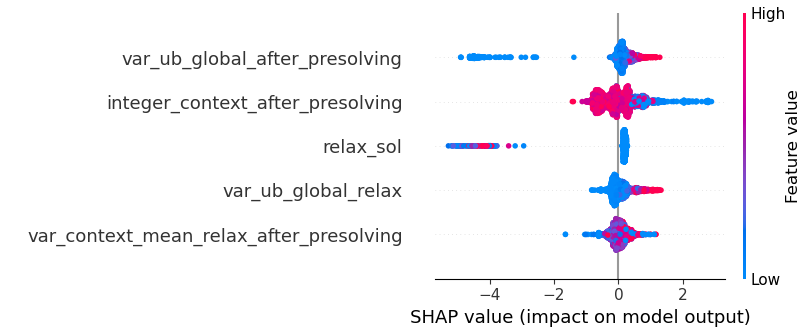 High
var_ub_global_after_presolving
integer_context_after_presolving
relax_sol
var_ub_global_relax
var_context_mean_relax_after_presolving
Feature value
Low
−4 −2 0 2
SHAP value (impact on model output)